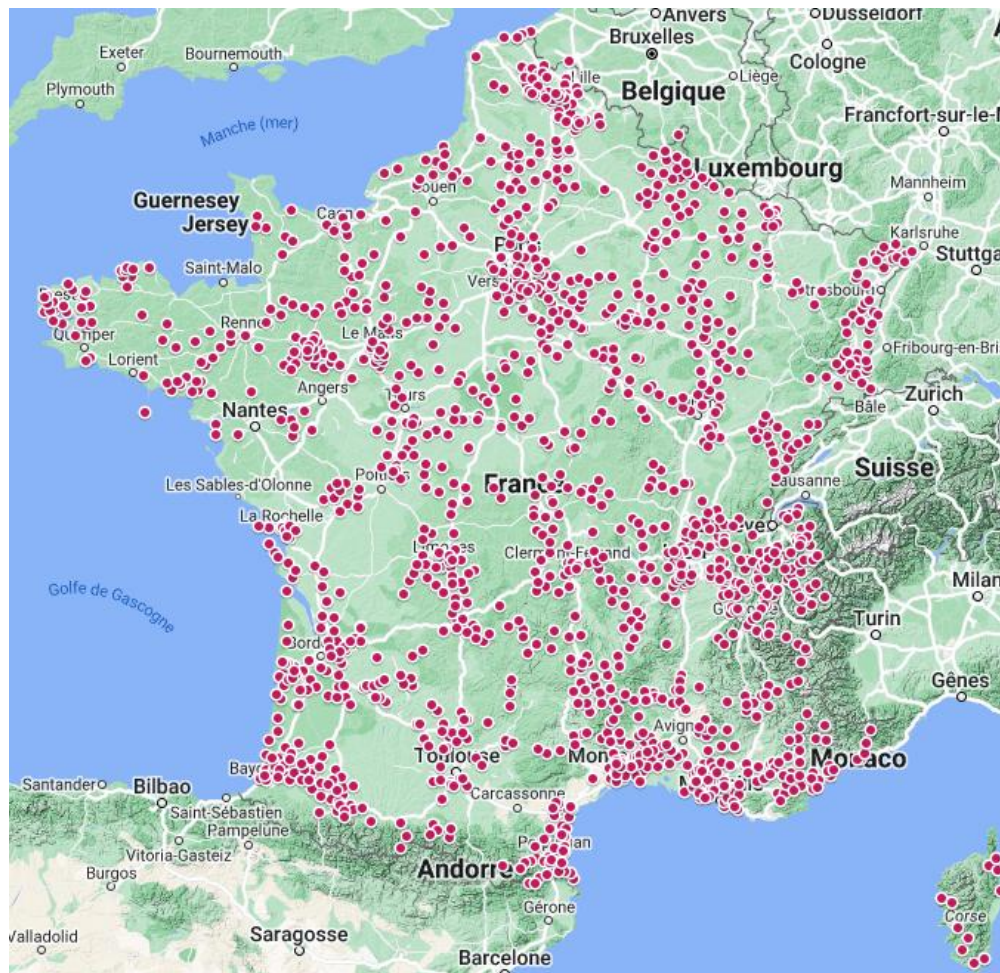 Anvers
DUSSELDORF
Exeter
Bournemouth
Bruxelles
Cologne
Lille
Liège
Plymouth
Belgique
Francfort-sur-le-M
Manche (mer)
Luxembourg
Mannheim
Guernesey
Jersey
Karlsruhe
Stuttga
Saint-Malo
Quimper
Le Mans
Lorient
Angers
Fribourg-en-Bri
Nantes
Bâle
Zurich
Suisse
Les Sables-d'Olonne
Lausanne
La Rochelle
Golfe de Gascogne
Milan
Turin
Gênes
Avign
Toulouse
Monaco
Santander
Bilbao
Carcassonne
Saint-Sébastien
Pampelune
Vitoria-Gasteiz
Andorre
Burgos
Gérone
Corse
Valladolid
Saragosse
Barcelone